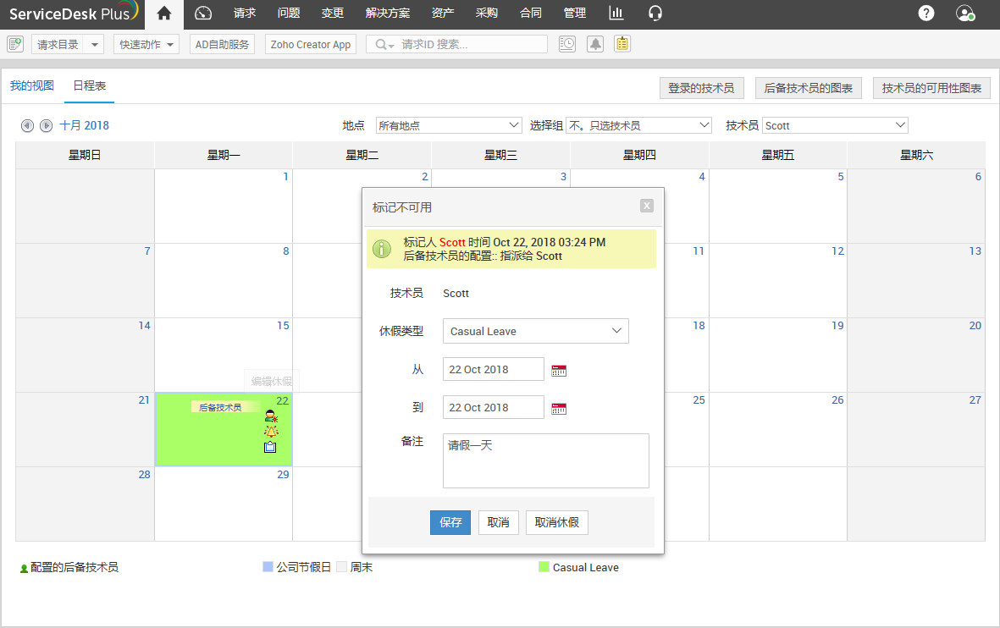 ServiceDesk Plus 请求 问题 变更 解决方案 资产 采购 合同 管理
请求目录 快速动作 AD自助服务 Zoho Creator App 请求ID 搜索...
我的视图 日程表 登录的技术员 后备技术员的图表 技术员的可用性图表
十月 2018 地点 所有地点 选择组 不。只选技术员 技术员 Scott
星期日 星期一 星期二 星期三 星期四 星期五 星期六
1 2 3 4 5 6
7 8 11 12 13
14 15 18 19 20
编辑休假
21 22 25 26 27
后备技术员
28 29
标记不可用 X
标记人 Scott 时间 Oct 22, 2018 03:24 PM
后备技术员的配置:: 指派给 Scott
技术员 Scott
休假类型 Casual Leave
从 22 Oct 2018
到 22 Oct 2018
备注 请假一天
保存 取消 取消休假
配置的后备技术员 公司节假日 周末 Casual Leave